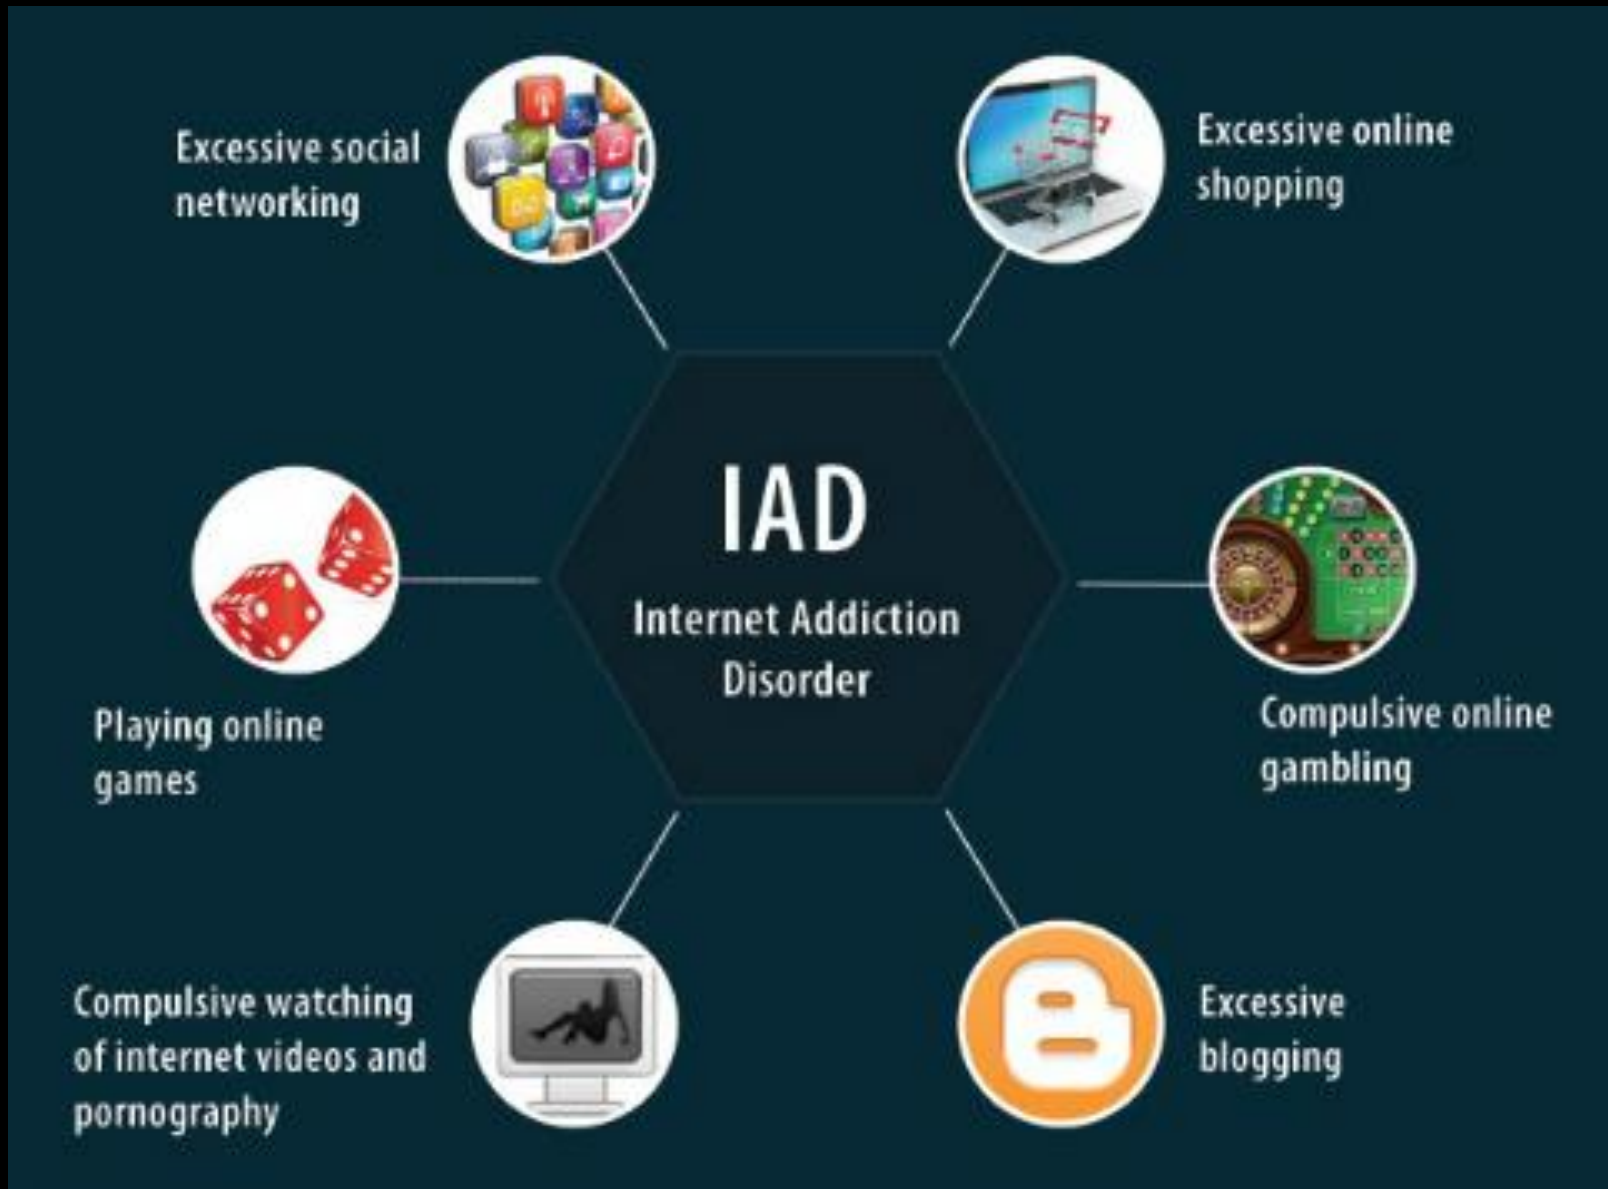 Excessive social
networking
Excessive online
shopping
IAD
Internet Addiction
Disorder
Playing online
games
Compulsive online
gambling
Compulsive watching
of internet videos and
pornography
Excessive
blogging